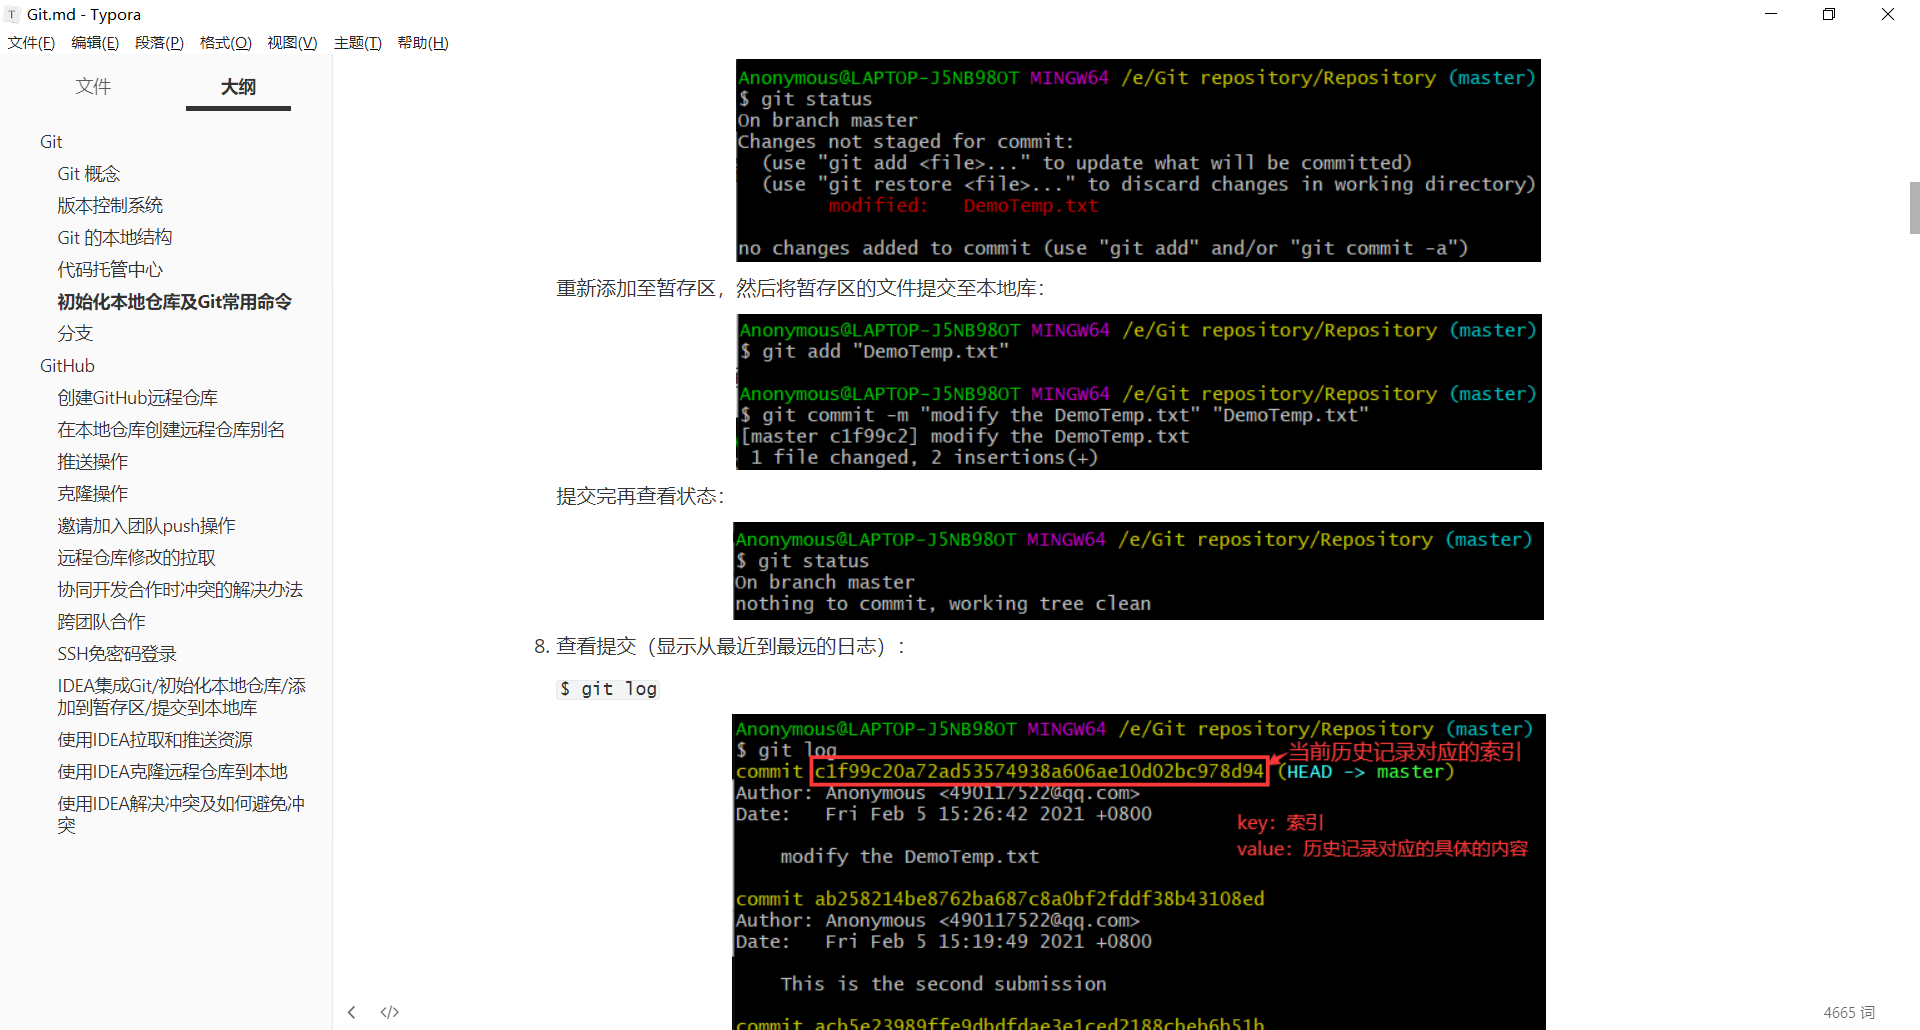 Git.md - Typora
文件(F) 编辑(E) 段落(P) 格式(O) 视图(V) 主题(T) 帮助(H)
文件 大纲
Git
Git 概念
版本控制系统
Git 的本地结构
代码托管中心
初始化本地仓库及Git常用命令
分支
GitHub
创建GitHub远程仓库
在本地仓库创建远程仓库别名
推送操作
克隆操作
邀请加入团队push操作
远程仓库修改的拉取
协同开发合作时冲突的解决办法
跨团队合作
SSH免密码登录
IDEA集成Git/初始化本地仓库/添
加到暂存区/提交到本地库
使用IDEA拉取和推送资源
使用IDEA克隆远程仓库到本地
使用IDEA解决冲突及如何避免冲
突
Anonymous@LAPTOP-J5NB98OT MINGW64 /e/Git repository/Repository (master)
$ git status
On branch master
Changes not staged for commit:
(use "git add <file>..." to update what will be committed)
(use "git restore <file>..." to discard changes in working directory)
modified: DemoTemp.txt
no changes added to commit (use "git add" and/or "git commit -a")
重新添加至暂存区，然后将暂存区的文件提交至本地库：
Anonymous@LAPTOP-J5NB98OT MINGW64 /e/Git repository/Repository (master)
$ git add "DemoTemp.txt"
Anonymous@LAPTOP-J5NB98OT MINGW64 /e/Git repository/Repository (master)
$ git commit -m "modify the DemoTemp.txt" "DemoTemp.txt"
[master c1f99c2] modify the DemoTemp.txt
1 file changed, 2 insertions(+)
提交完再查看状态：
Anonymous@LAPTOP-J5NB98OT MINGW64 /e/Git repository/Repository (master)
$ git status
On branch master
nothing to commit, working tree clean
8. 查看提交（显示从最近到最远的日志）：
$ git log
Anonymous@LAPTOP-J5NB98OT MINGW64 /e/Git repository/Repository (master)
$ git log
当前历史记录对应的索引
commit c1f99c20a72ad53574938a606ae10d02bc978d94 (HEAD -> master)
Author: Anonymous <490117522@qq.com>
Date: Fri Feb 5 15:26:42 2021 +0800
key：索引
value：历史记录对应的具体的内容
modify the DemoTemp.txt
commit ab258214be8762ba687c8a0bf2fddf38b43108ed
Author: Anonymous <490117522@qq.com>
Date: Fri Feb 5 15:19:49 2021 +0800
This is the second submission
commit acb5e23989ffe9dbdfdae3e1ced2188cbeb6b51b
4665 词